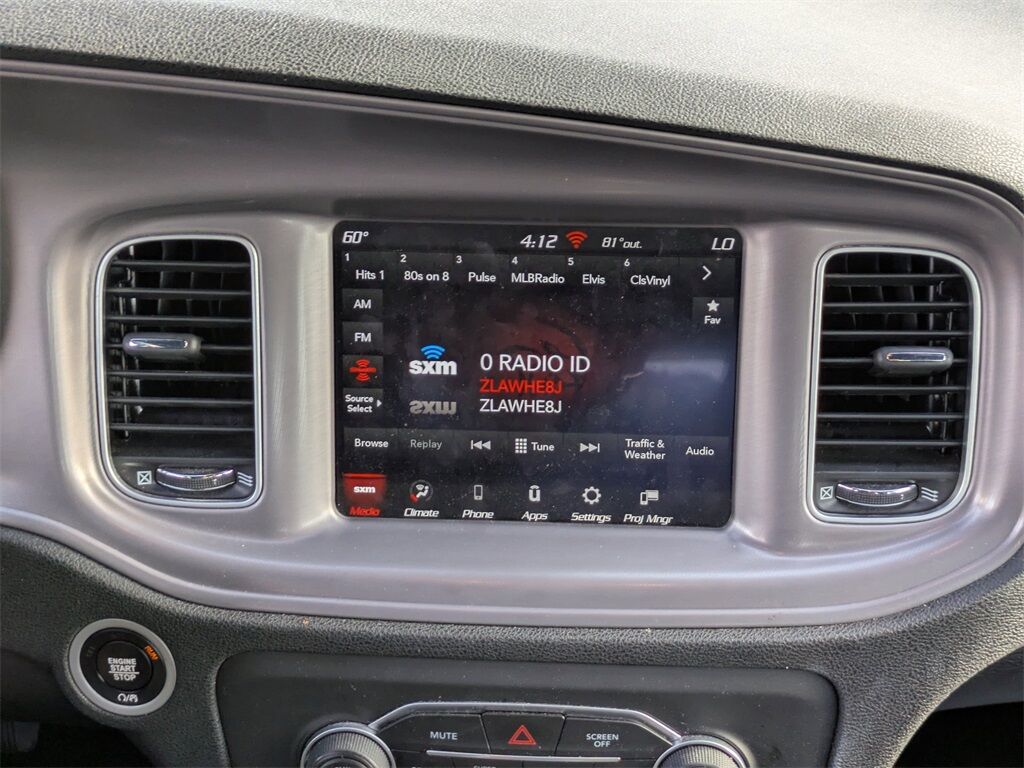 60° 4:12 81°out. LO
1 2 3 4 5 6
Hits 1 80s on 8 Pulse MLBRadio Elvis ClsVinyl
AM
FM
Fav
sxm
0 RADIO ID
ZLAWHE8J
ZLAWHE8J
Source
Select
Browse Replay Tune Traffic &
Weather Audio
sxm
Media Climate Phone Apps Settings Proj Mngr
RUN
ENGINE
START
STOP
MUTE
SCREEN
OFF